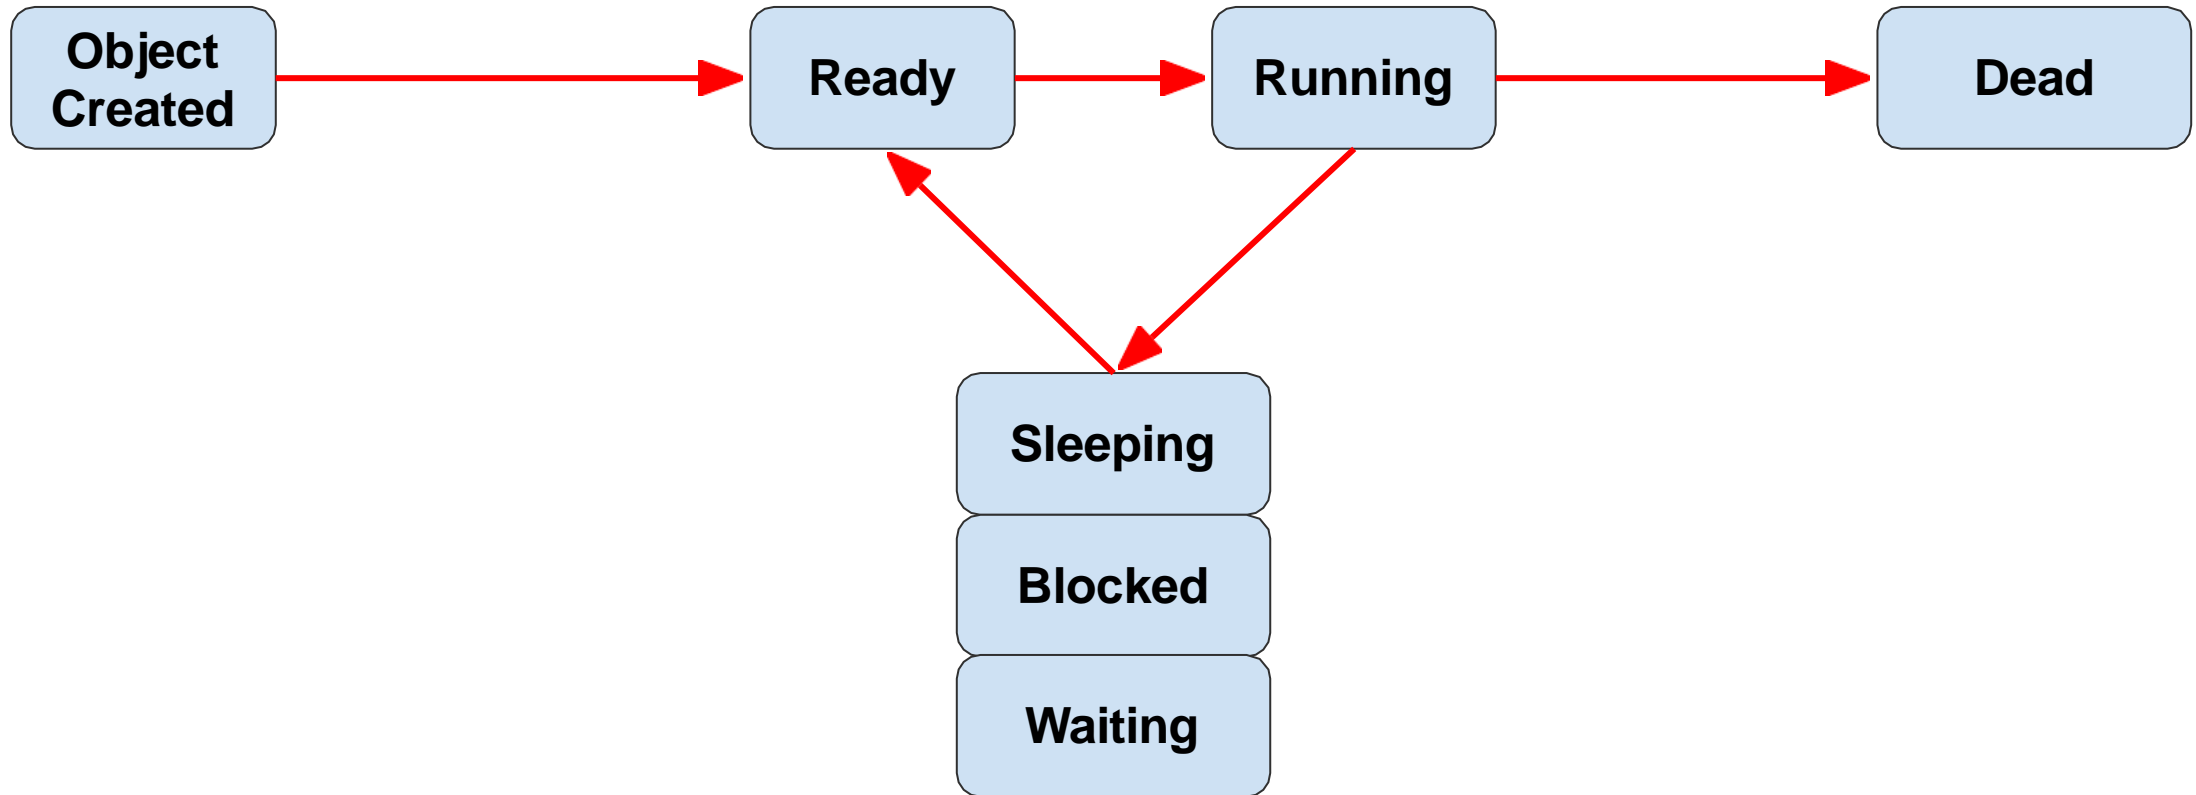 Object
Created
Ready
Running
Dead
Sleeping
Blocked
Waiting